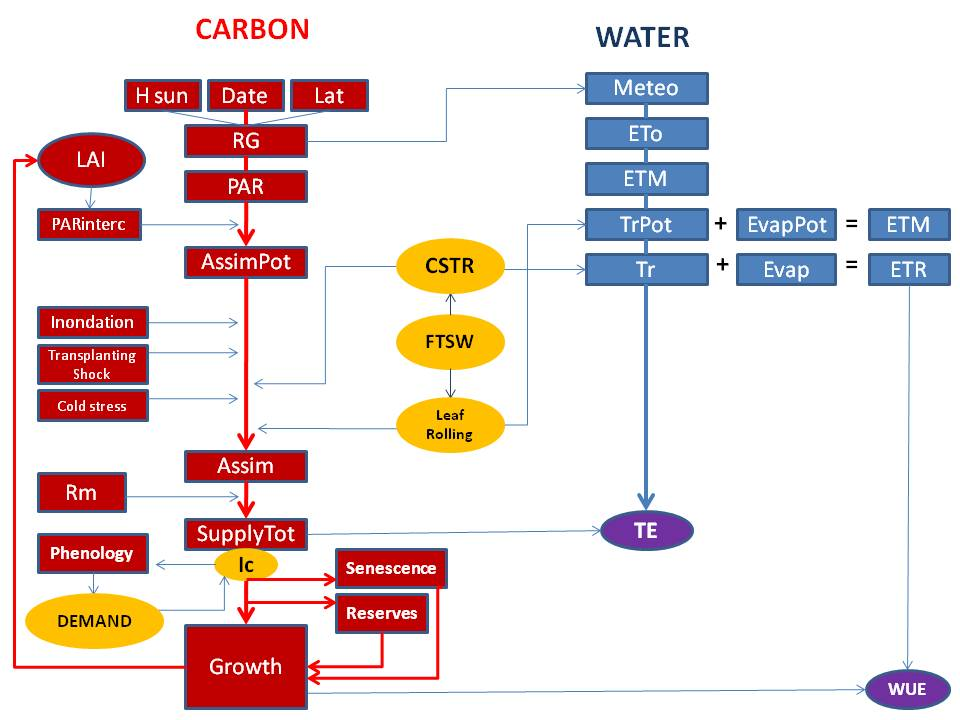 CARBON
WATER
H sun
Date
Lat
Meteo
RG
ETo
LAI
PAR
ETM
PARinterc
TrPot + EvapPot = ETM
AssimPot
CSTR
Tr + Evap = ETR
Inondation
FTSW
Transplanting
Shock
Cold stress
Leaf
Rolling
Assim
Rm
SupplyTot
TE
Phenology
Ic
Senescence
Reserves
DEMAND
Growth
WUE